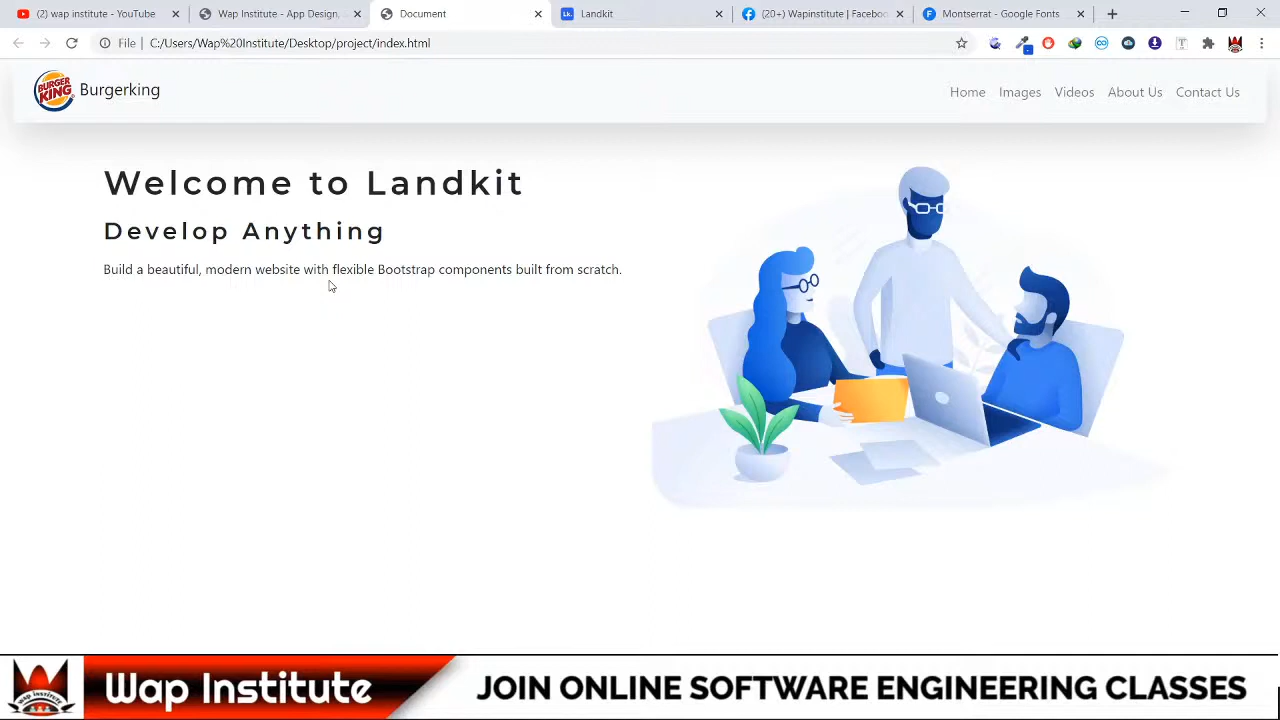 (2) wap institute - YouTube
Wap Institute - App, Design,
Document
Landkit
(20+) Wapinstitute | Faceboo
Montserrat - Google Fonts
File | C:/Users/Wap%20Institute/Desktop/project/index.html
BURGER
KING
Burgerking
Home Images Videos About Us Contact Us
Welcome to Landkit
Develop Anything
Build a beautiful, modern website with flexible Bootstrap components built from scratch.
Wap Institute
JOIN ONLINE SOFTWARE ENGINEERING CLASSES